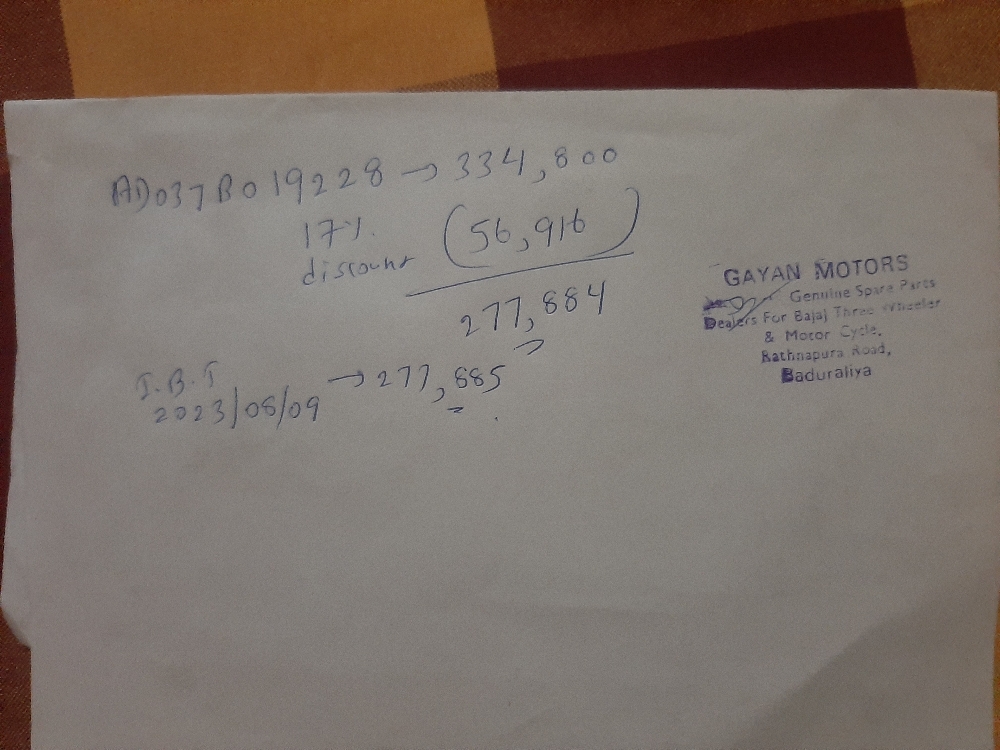 AD037B019228 → 334,800
17%. (56,916)
discount
277,884
I.B.T → 277,885
2023/08/09
GAYAN MOTORS
Genuine Spare Parts
Dealers For Bajaj Three Wheeler
& Motor Cycle,
Rathnapura Road,
Baduraliya